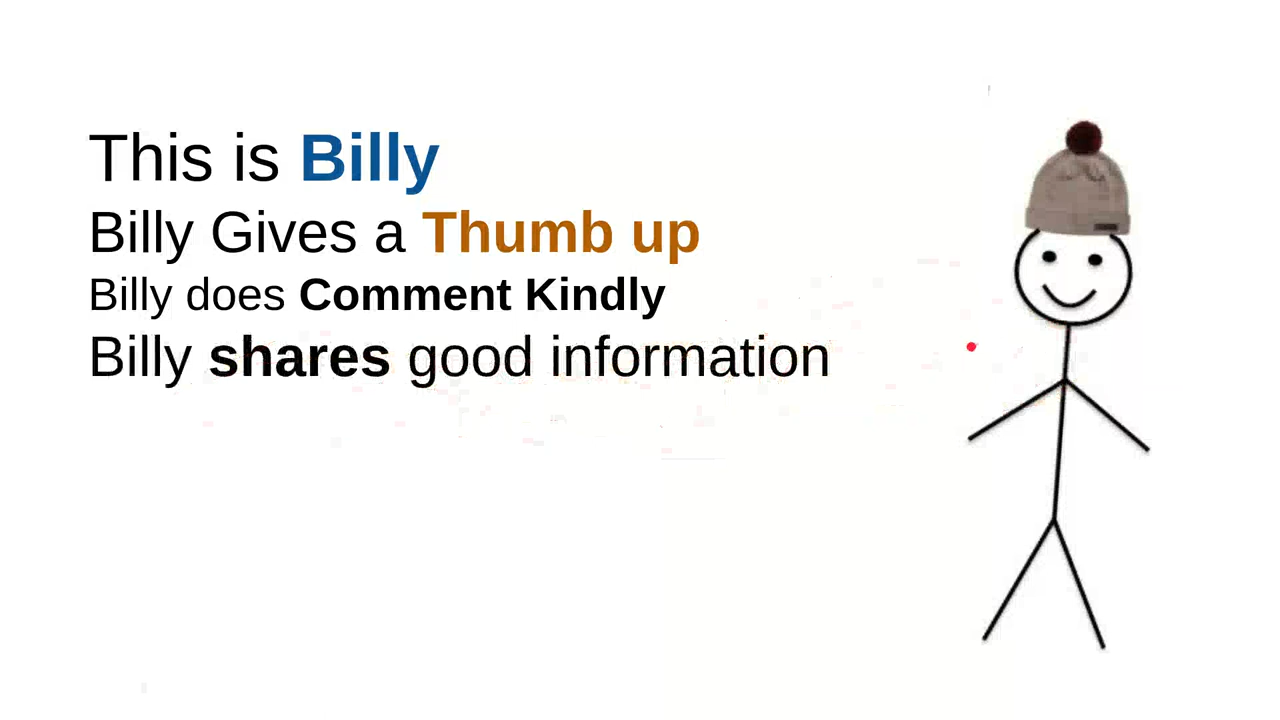 This is Billy
Billy Gives a Thumb up
Billy does Comment Kindly
Billy shares good information